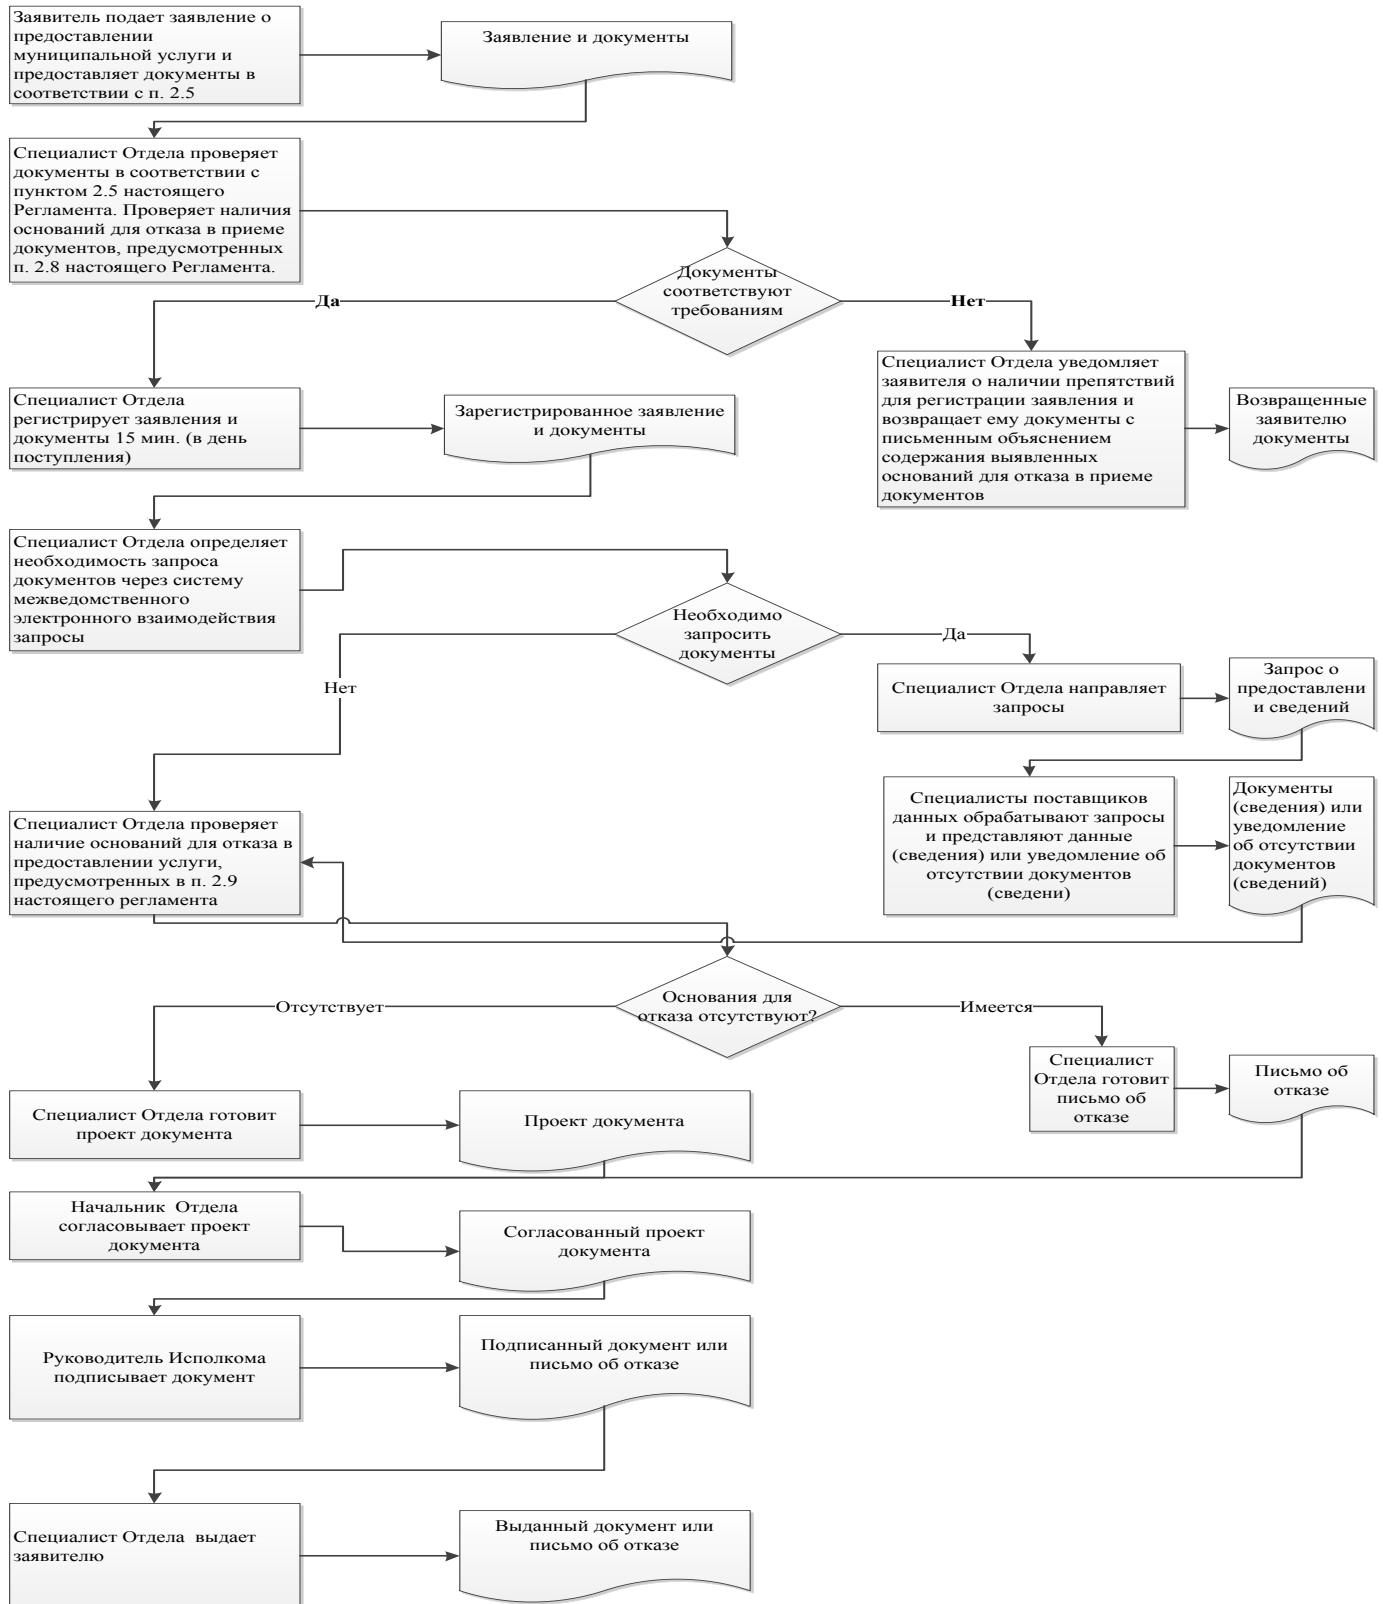 Заявитель подает заявление о
предоставлении
муниципальной услуги и
предоставляет документы в
соответствии с п. 2.5
Заявление и документы
Специалист Отдела проверяет
документы в соответствии с
пунктом 2.5 настоящего
Регламента. Проверяет наличия
оснований для отказа в приеме
документов, предусмотренных
п. 2.8 настоящего Регламента.
Документы
соответствуют
требованиям
Да
Нет
Специалист Отдела
регистрирует заявления и
документы 15 мин. (в день
поступления)
Зарегистрированное заявление
и документы
Специалист Отдела уведомляет
заявителя о наличии препятствий
для регистрации заявления и
возвращает ему документы с
письменным объяснением
содержания выявленных
оснований для отказа в приеме
документов
Возвращенные
заявителю
документы
Специалист Отдела определяет
необходимость запроса
документов через систему
межведомственного
электронного взаимодействия
запросы
Необходимо
запросить
документы
Да
Нет
Специалист Отдела направляет
запросы
Запрос о
предоставлени
и сведений
Специалисты поставщиков
данных обрабатывают запросы
и представляют данные
(сведения) или уведомление об
отсутствии документов
(сведени)
Документы
(сведения) или
уведомление
об отсутствии
документов
(сведений)
Специалист Отдела проверяет
наличие оснований для отказа в
предоставлении услуги,
предусмотренных в п. 2.9
настоящего регламента
Основания для
отказа отсутствуют?
Отсутствует
Имеется
Специалист
Отдела готовит
письмо об
отказе
Письмо об
отказе
Специалист Отдела готовит
проект документа
Проект документа
Начальник Отдела
согласовывает проект
документа
Согласованный проект
документа
Руководитель Исполкома
подписывает документ
Подписанный документ или
письмо об отказе
Специалист Отдела выдает
заявителю
Выданный документ или
письмо об отказе